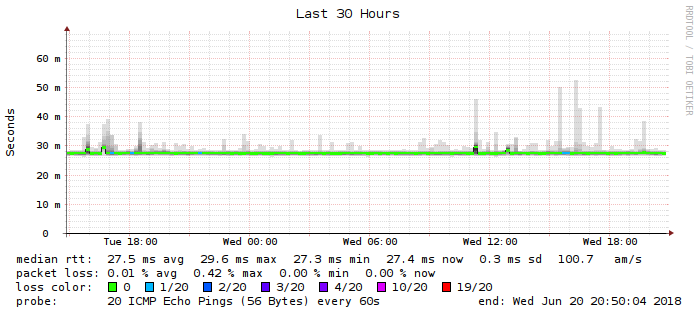 Last 30 Hours
RRDTOOL / TOBI OETIKER
Seconds
60 m
50 m
40 m
30 m
20 m
10 m
0
Tue 18:00 Wed 00:00 Wed 06:00 Wed 12:00 Wed 18:00
median rtt: 27.5 ms avg 29.6 ms max 27.3 ms min 27.4 ms now 0.3 ms sd 100.7 am/s
packet loss: 0.01 % avg 0.42 % max 0.00 % min 0.00 % now
loss color: 0 1/20 2/20 3/20 4/20 10/20 19/20
probe: 20 ICMP Echo Pings (56 Bytes) every 60s end: Wed Jun 20 20:50:04 2018